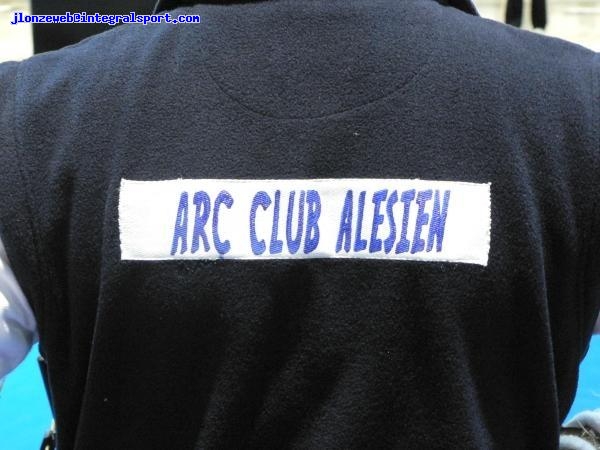 jlonzeweb@integralsport.com
ARC CLUB ALESIEN